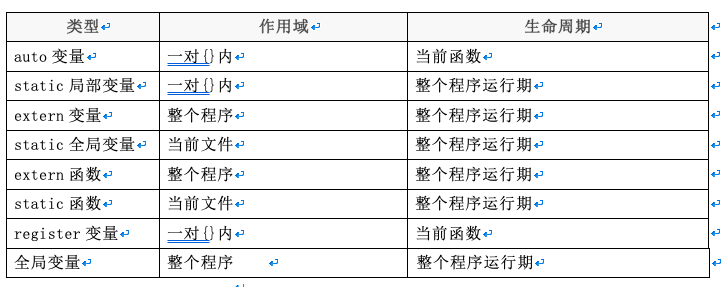 类型 作用域 生命周期
auto 变量 一对{}内 当前函数
static 局部变量 一对{}内 整个程序运行期
extern 变量 整个程序 整个程序运行期
static 全局变量 当前文件 整个程序运行期
extern 函数 整个程序 整个程序运行期
static 函数 当前文件 整个程序运行期
register 变量 一对{}内 当前函数
全局变量 整个程序 整个程序运行期